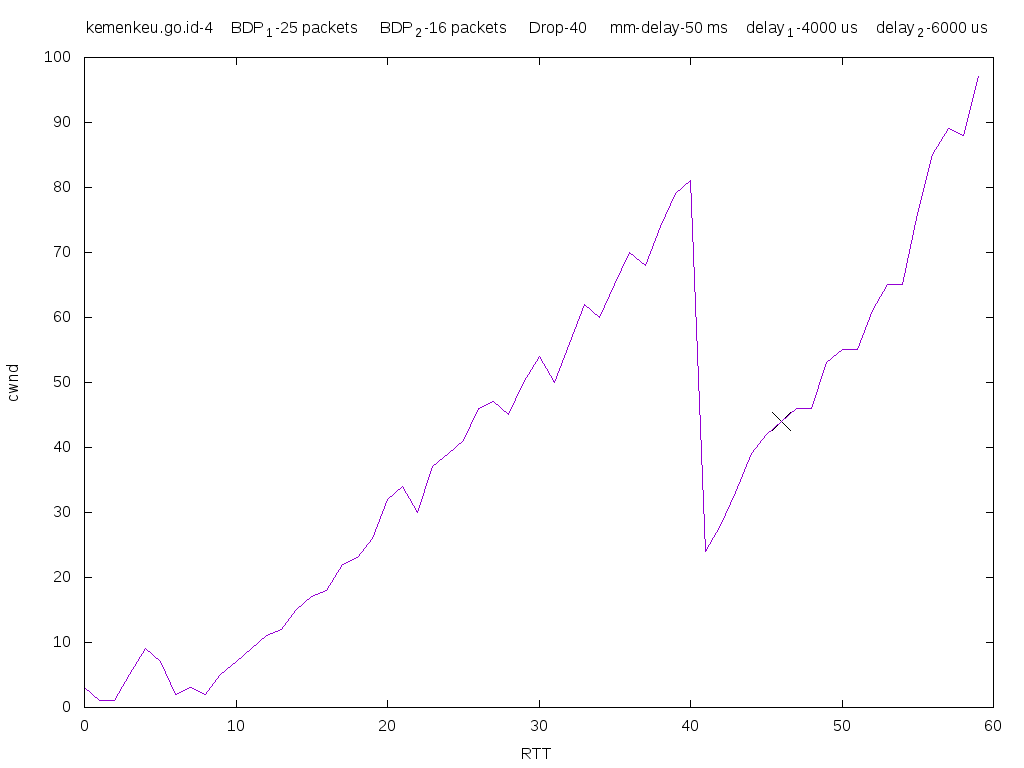 kemenkeu.go.id-4 BDP1-25 packets BDP2-16 packets Drop-40 mm-delay-50 ms delay1-4000 us delay2-6000 us
100
90
80
70
60
50
40
30
20
10
0
cwnd
0 10 20 30 40 50 60
RTT